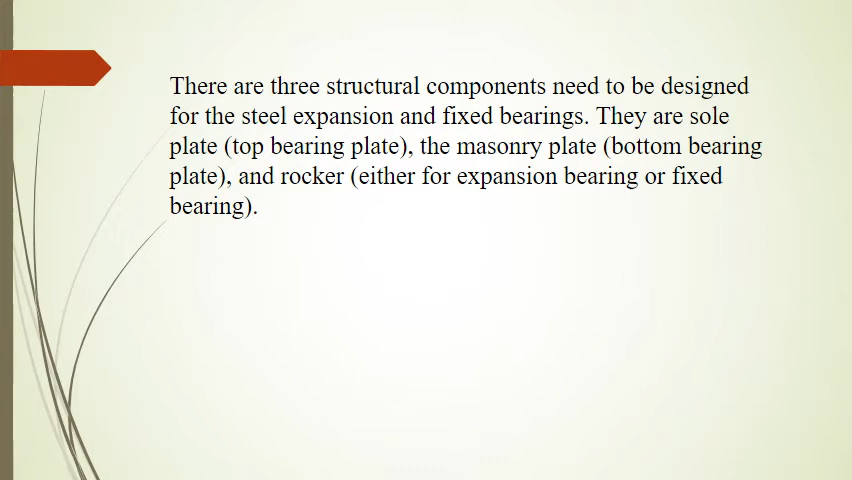 There are three structural components need to be designed
for the steel expansion and fixed bearings. They are sole
plate (top bearing plate), the masonry plate (bottom bearing
plate), and rocker (either for expansion bearing or fixed
bearing).